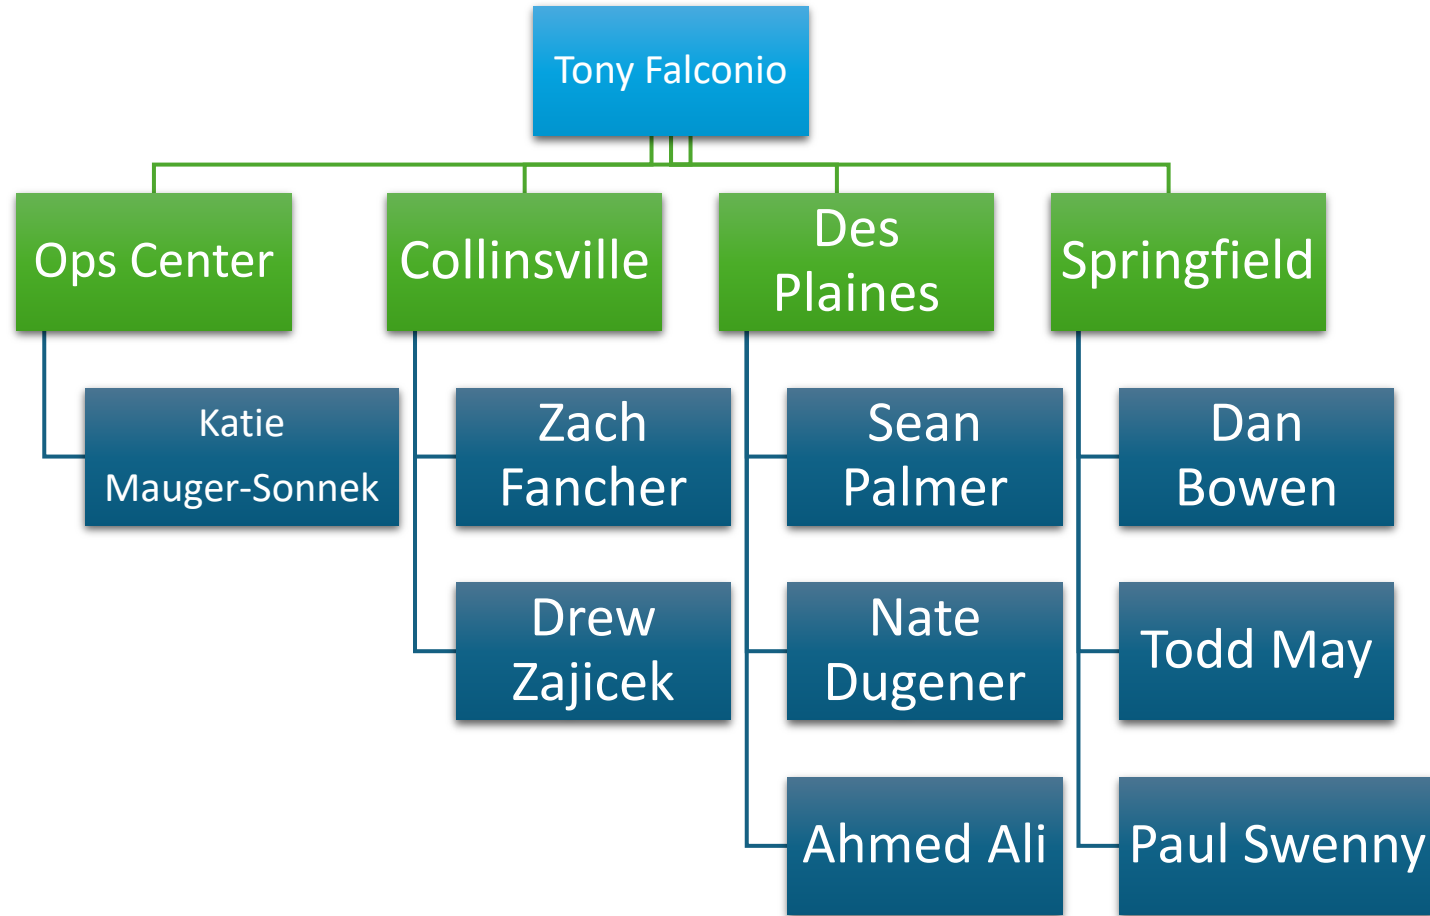 Tony Falconio
Ops Center
Collinsville
Des
Plaines
Springfield
Katie
Mauger-Sonnek
Zach
Fancher
Sean
Palmer
Dan
Bowen
Drew
Zajicek
Nate
Dugener
Todd May
Ahmed Ali
Paul Swenny